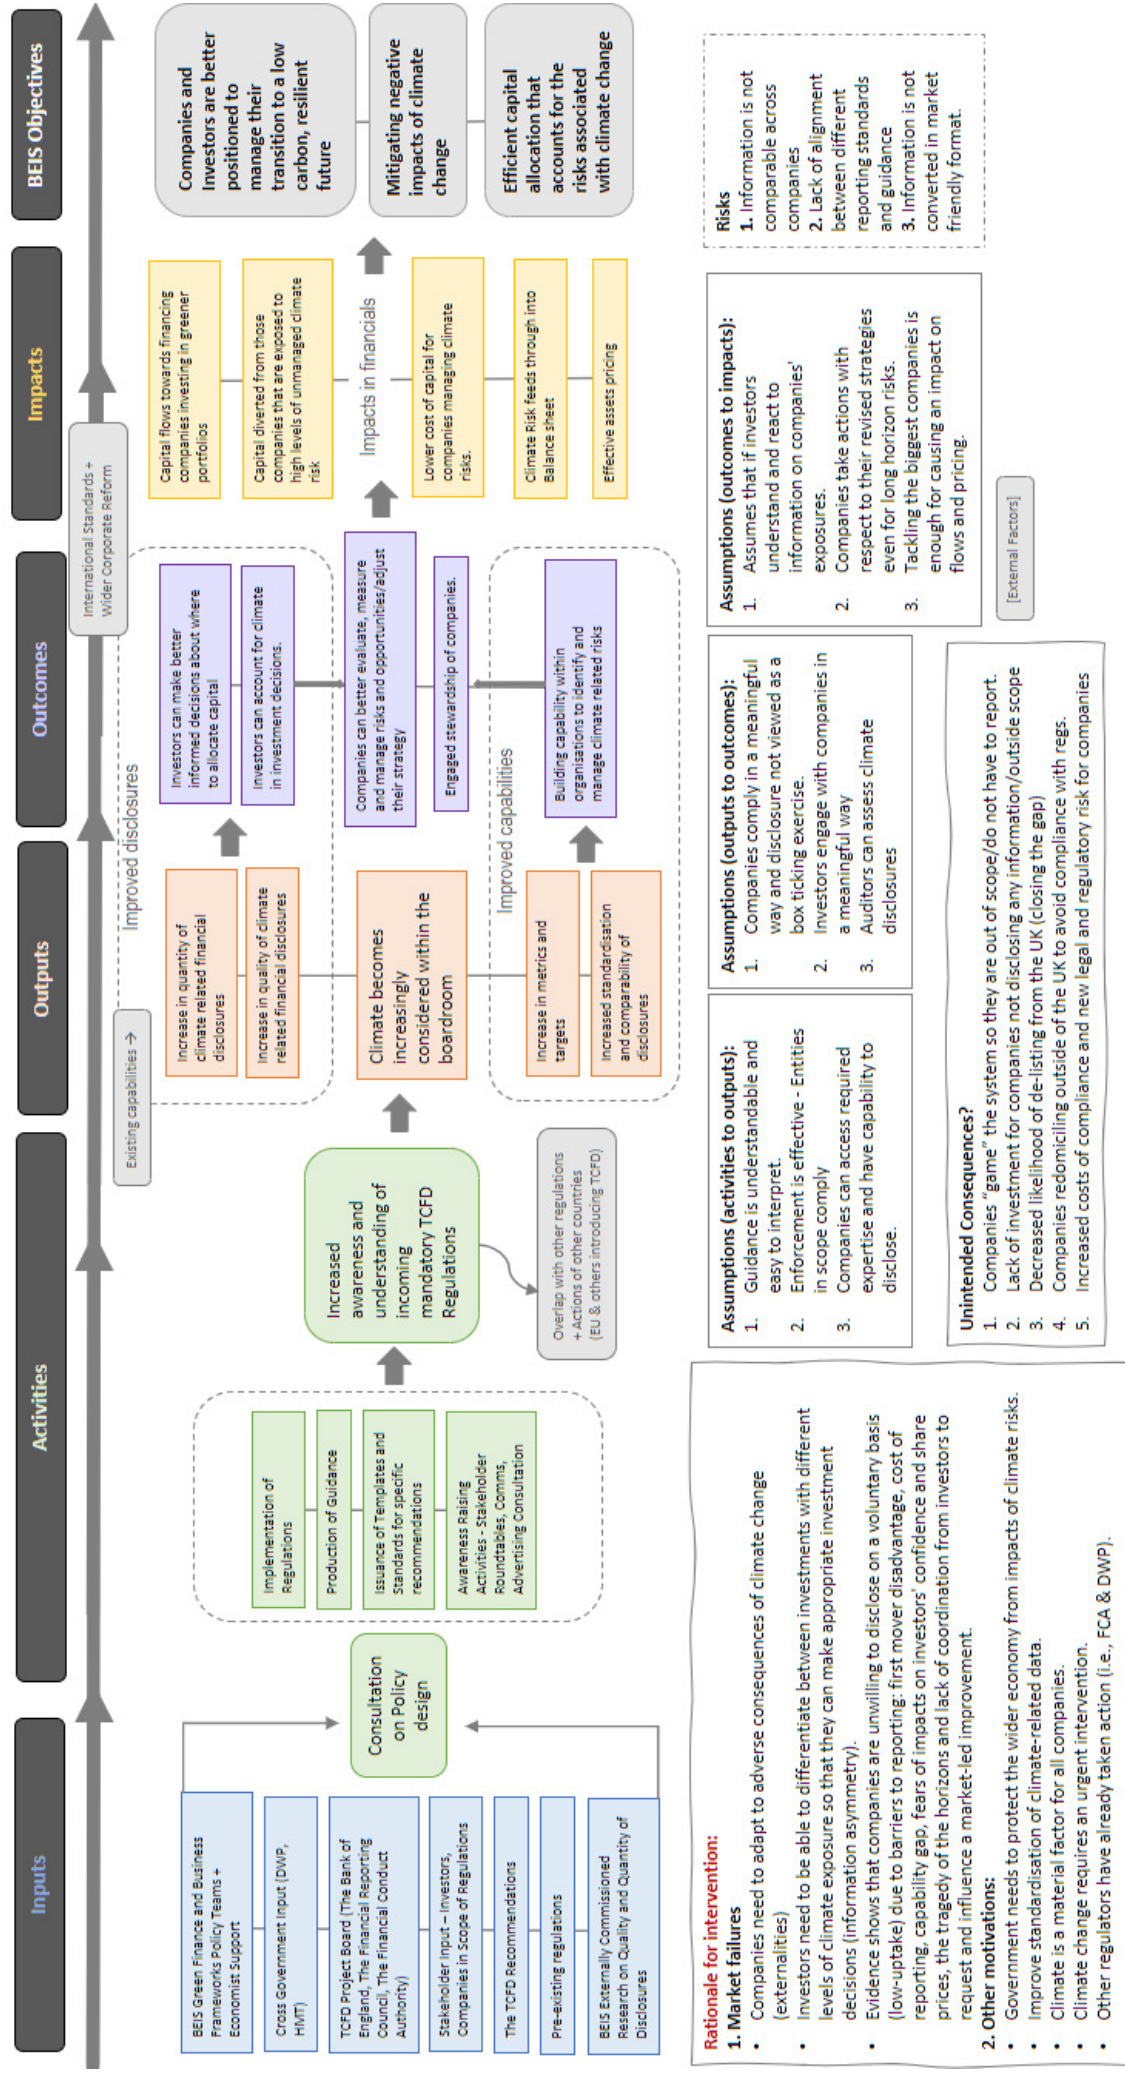 Inputs
Activities
Outputs
Outcomes
Impacts
BEIS Objectives
International Standards +
Wider Corporate Reform
Existing capabilities →
Improved disclosures
BEIS Green Finance and Business
Frameworks Policy Teams +
Economist Support
Cross Government Input (DWP,
HMT)
TCFD Project Board (The Bank of
England, The Financial Reporting
Council, The Financial Conduct
Authority)
Stakeholder Input – Investors,
Companies in Scope of Regulations
The TCFD Recommendations
Pre-existing regulations
BEIS Externally Commissioned
Research on Quality and Quantity of
Disclosures
Consultation
on Policy
design
Implementation of
Regulations
Production of Guidance
Issuance of Templates and
Standards for specific
recommendations
Awareness Raising
Activities - Stakeholder
Roundtables, Comms,
Advertising Consultation
Increased
awareness and
understanding of
incoming
mandatory TCFD
Regulations
Overlap with other regulations
+ Actions of other countries
(EU & others introducing TCFD)
Increase in quantity of
climate related financial
disclosures
Increase in quality of climate
related financial disclosures
Climate becomes
increasingly
considered within the
boardroom
Increase in metrics and
targets
Increased standardisation
and comparability of
disclosures
Improved capabilities
Investors can make better
informed decisions about where
to allocate capital
Investors can account for climate
in investment decisions.
Companies can better evaluate, measure
and manage risks and opportunities/adjust
their strategy
Engaged stewardship of companies.
Building capability within
organisations to identify and
manage climate related risks
Capital flows towards financing
companies investing in greener
portfolios
Capital diverted from those
companies that are exposed to
high levels of unmanaged climate
risk
Impacts in financials
Lower cost of capital for
companies managing climate
risks.
Climate Risk feeds through into
Balance sheet
Effective assets pricing
Companies and
Investors are better
positioned to
manage their
transition to a low
carbon, resilient
future
Mitigating negative
impacts of climate
change
Efficient capital
allocation that
accounts for the
risks associated
with climate change
Rationale for intervention:
1. Market failures
• Companies need to adapt to adverse consequences of climate change
(externalities)
• Investors need to be able to differentiate between investments with different
levels of climate exposure so that they can make appropriate investment
decisions (information asymmetry).
• Evidence shows that companies are unwilling to disclose on a voluntary basis
(low-uptake) due to barriers to reporting: first mover disadvantage, cost of
reporting, capability gap, fears of impacts on investors' confidence and share
prices, the tragedy of the horizons and lack of coordination from investors to
request and influence a market-led improvement.
2. Other motivations:
• Government needs to protect the wider economy from impacts of climate risks.
• Improve standardisation of climate-related data.
• Climate is a material factor for all companies.
• Climate change requires an urgent intervention.
• Other regulators have already taken action (i.e., FCA & DWP).
Assumptions (activities to outputs):
1. Guidance is understandable and
easy to interpret.
2. Enforcement is effective - Entities
in scope comply
3. Companies can access required
expertise and have capability to
disclose.
Assumptions (outputs to outcomes):
1. Companies comply in a meaningful
way and disclosure not viewed as a
box ticking exercise.
2. Investors engage with companies in
a meaningful way
3. Auditors can assess climate
disclosures
Assumptions (outcomes to impacts):
1. Assumes that if investors
understand and react to
information on companies'
exposures.
2. Companies take actions with
respect to their revised strategies
even for long horizon risks.
3. Tackling the biggest companies is
enough for causing an impact on
flows and pricing.
Risks
1. Information is not
comparable across
companies
2. Lack of alignment
between different
reporting standards
and guidance
3. Information is not
converted in market
friendly format.
Unintended Consequences?
1. Companies "game" the system so they are out of scope/do not have to report.
2. Lack of investment for companies not disclosing any information/outside scope
3. Decreased likelihood of de-listing from the UK (closing the gap)
4. Companies redomiciling outside of the UK to avoid compliance with regs.
5. Increased costs of compliance and new legal and regulatory risk for companies
[External Factors]